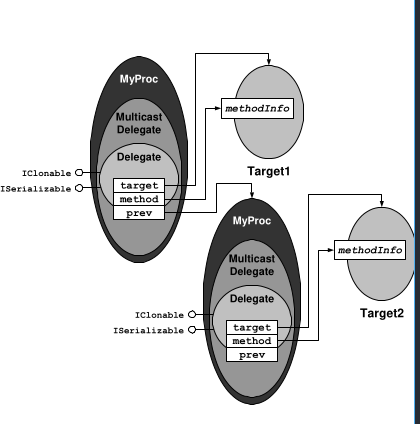 MyProc
Multicast
Delegate
Delegate
IClonable
ISerializable
target
method
prev
methodInfo
Target1
MyProc
Multicast
Delegate
Delegate
IClonable
ISerializable
target
method
prev
methodInfo
Target2